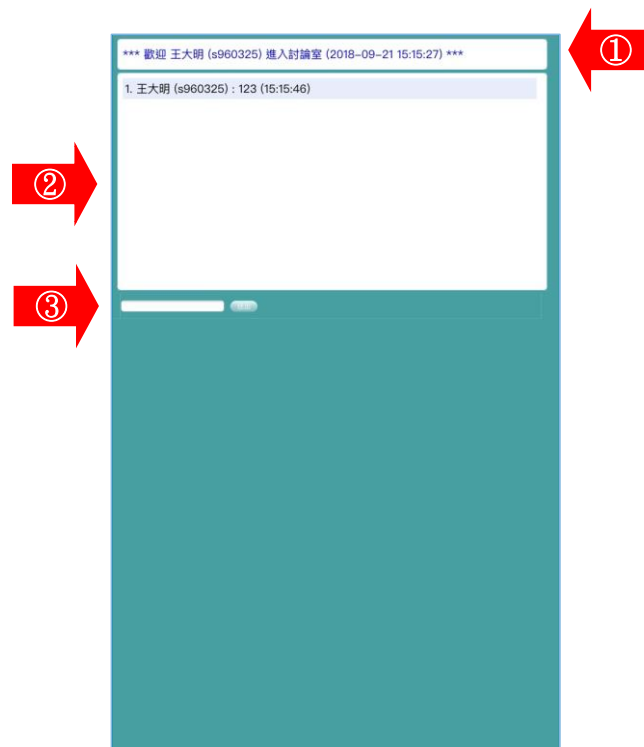 *** 歡迎 王大明 (s960325) 進入討論室 (2018-09-21 15:15:27) ***
①
1. 王大明 (s960325) : 123 (15:15:46)
②
③